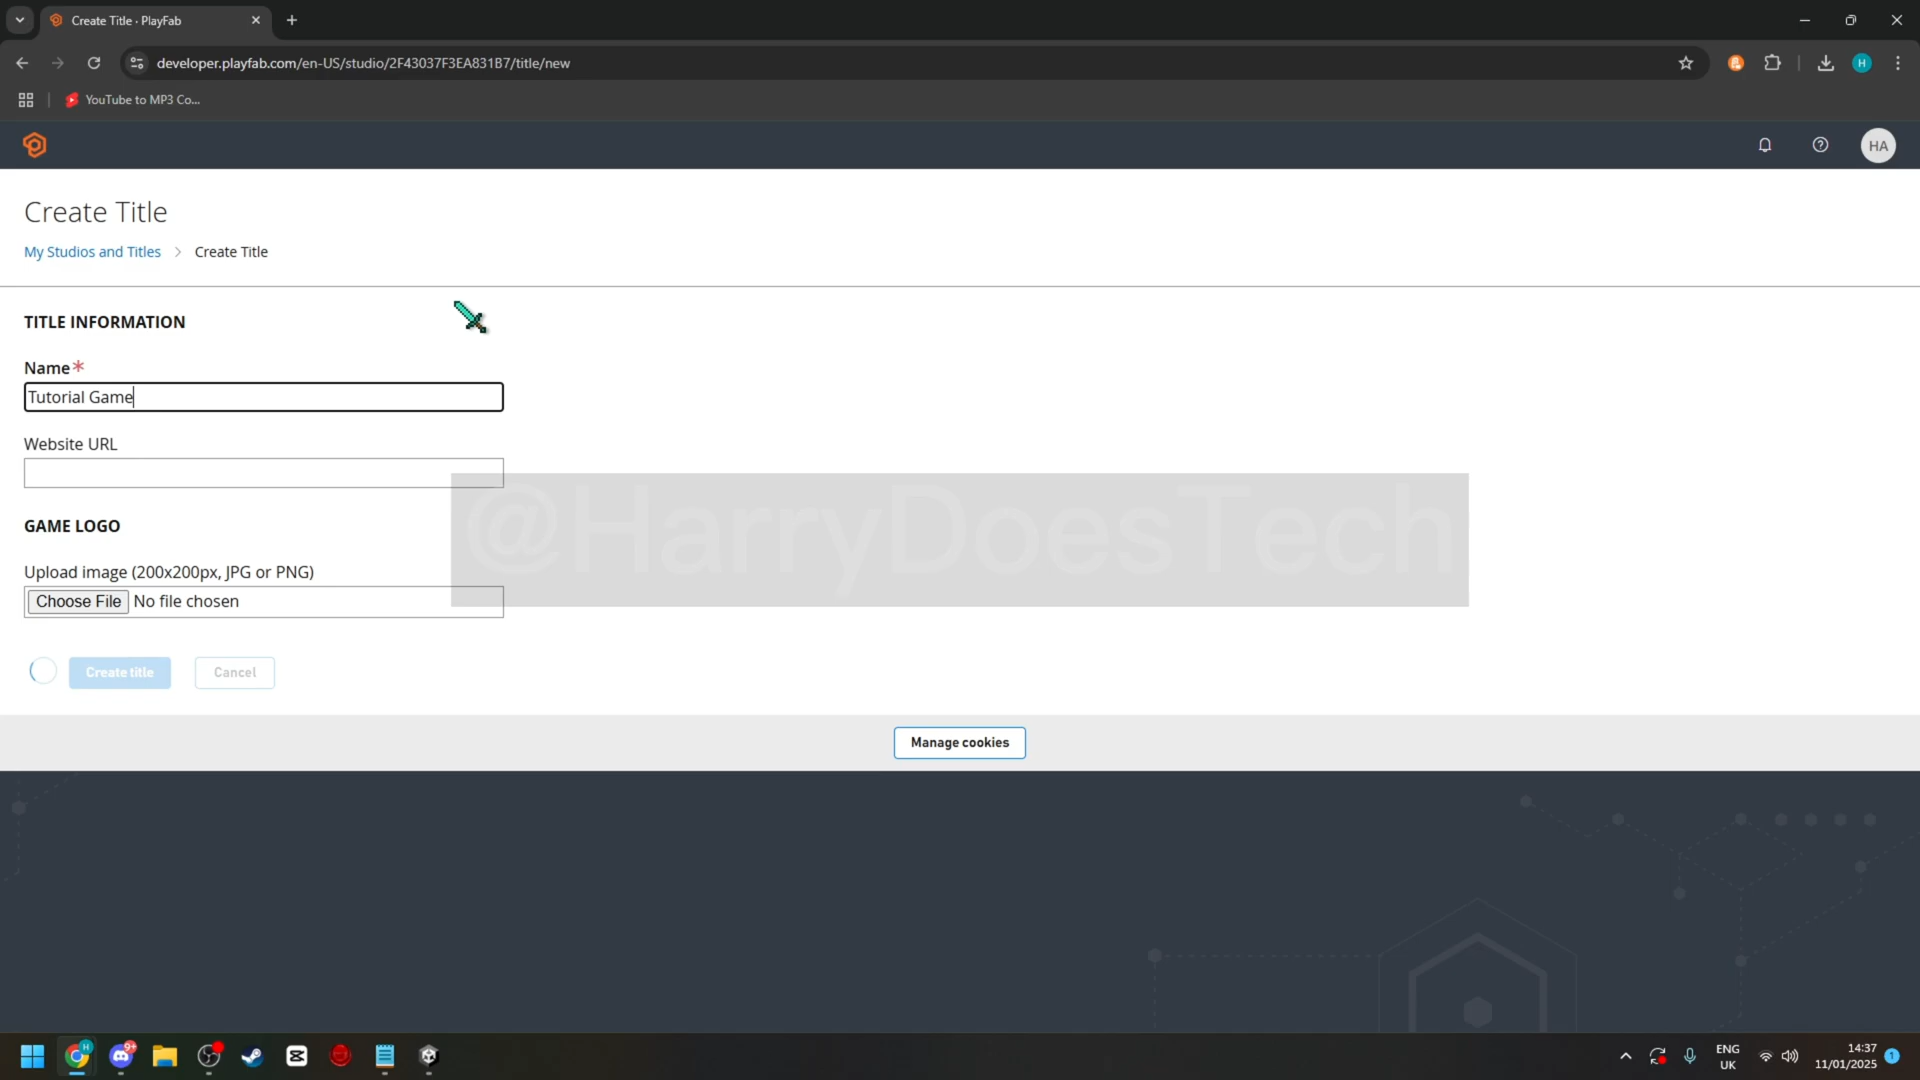 Create Title · PlayFab
developer.playfab.com/en-US/studio/2F43037F3EA831B7/title/new
H
YouTube to MP3 Co...
HA
Create Title
My Studios and Titles > Create Title
TITLE INFORMATION
Name*
Tutorial Game
Website URL
@HarryDoesTech
GAME LOGO
Upload image (200x200px, JPG or PNG)
Choose File No file chosen
Create title Cancel
Manage cookies
H
9+
ENG
UK
14:37
11/01/2025
1